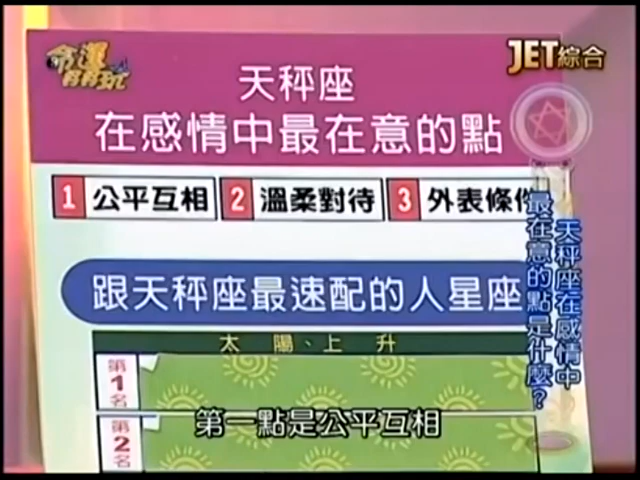 命運好好玩
JET綜合
天秤座
在感情中最在意的點
1 公平互相 2 溫柔對待 3 外表條件
跟天秤座最速配的人星座
太陽、上升
第1名
第2名
天秤座在感情中
最在意的點是什麼?
第一點是公平互相